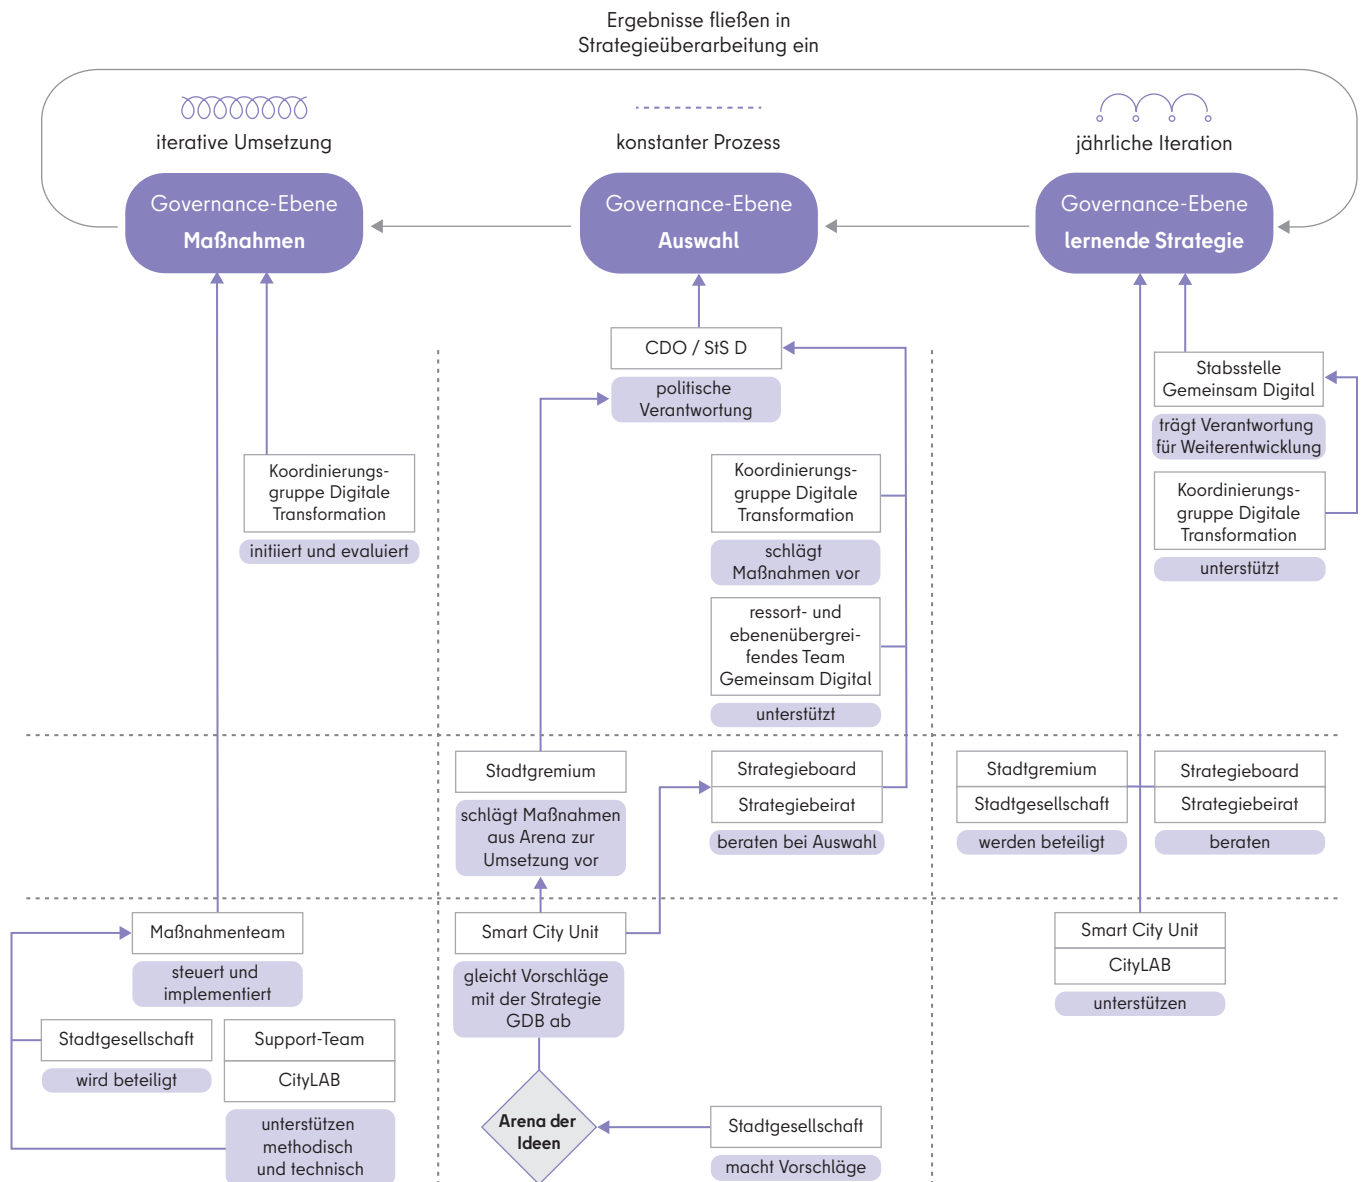 Ergebnisse fließen in
Strategieüberarbeitung ein
iterative Umsetzung
konstanter Prozess
jährliche Iteration
Governance-Ebene
Maßnahmen
Governance-Ebene
Auswahl
Governance-Ebene
lernende Strategie
Koordinierungs-
gruppe Digitale
Transformation
initiiert und evaluiert
Maßnahmenteam
steuert und
implementiert
Stadtgesellschaft
wird beteiligt
Support-Team
CityLAB
unterstützen
methodisch
und technisch
CDO / StS D
politische
Verantwortung
Koordinierungs-
gruppe Digitale
Transformation
schlägt
Maßnahmen vor
ressort- und
ebenenübergrei-
fendes Team
Gemeinsam Digital
unterstützt
Stadtgremium
schlägt Maßnahmen
aus Arena zur
Umsetzung vor
Strategieboard
Strategiebeirat
beraten bei Auswahl
Smart City Unit
gleicht Vorschläge
mit der Strategie
GDB ab
Arena der
Ideen
Stadtgesellschaft
macht Vorschläge
Stabsstelle
Gemeinsam Digital
trägt Verantwortung
für Weiterentwicklung
Koordinierungs-
gruppe Digitale
Transformation
unterstützt
Stadtgremium
Stadtgesellschaft
werden beteiligt
Strategieboard
Strategiebeirat
beraten
Smart City Unit
CityLAB
unterstützen